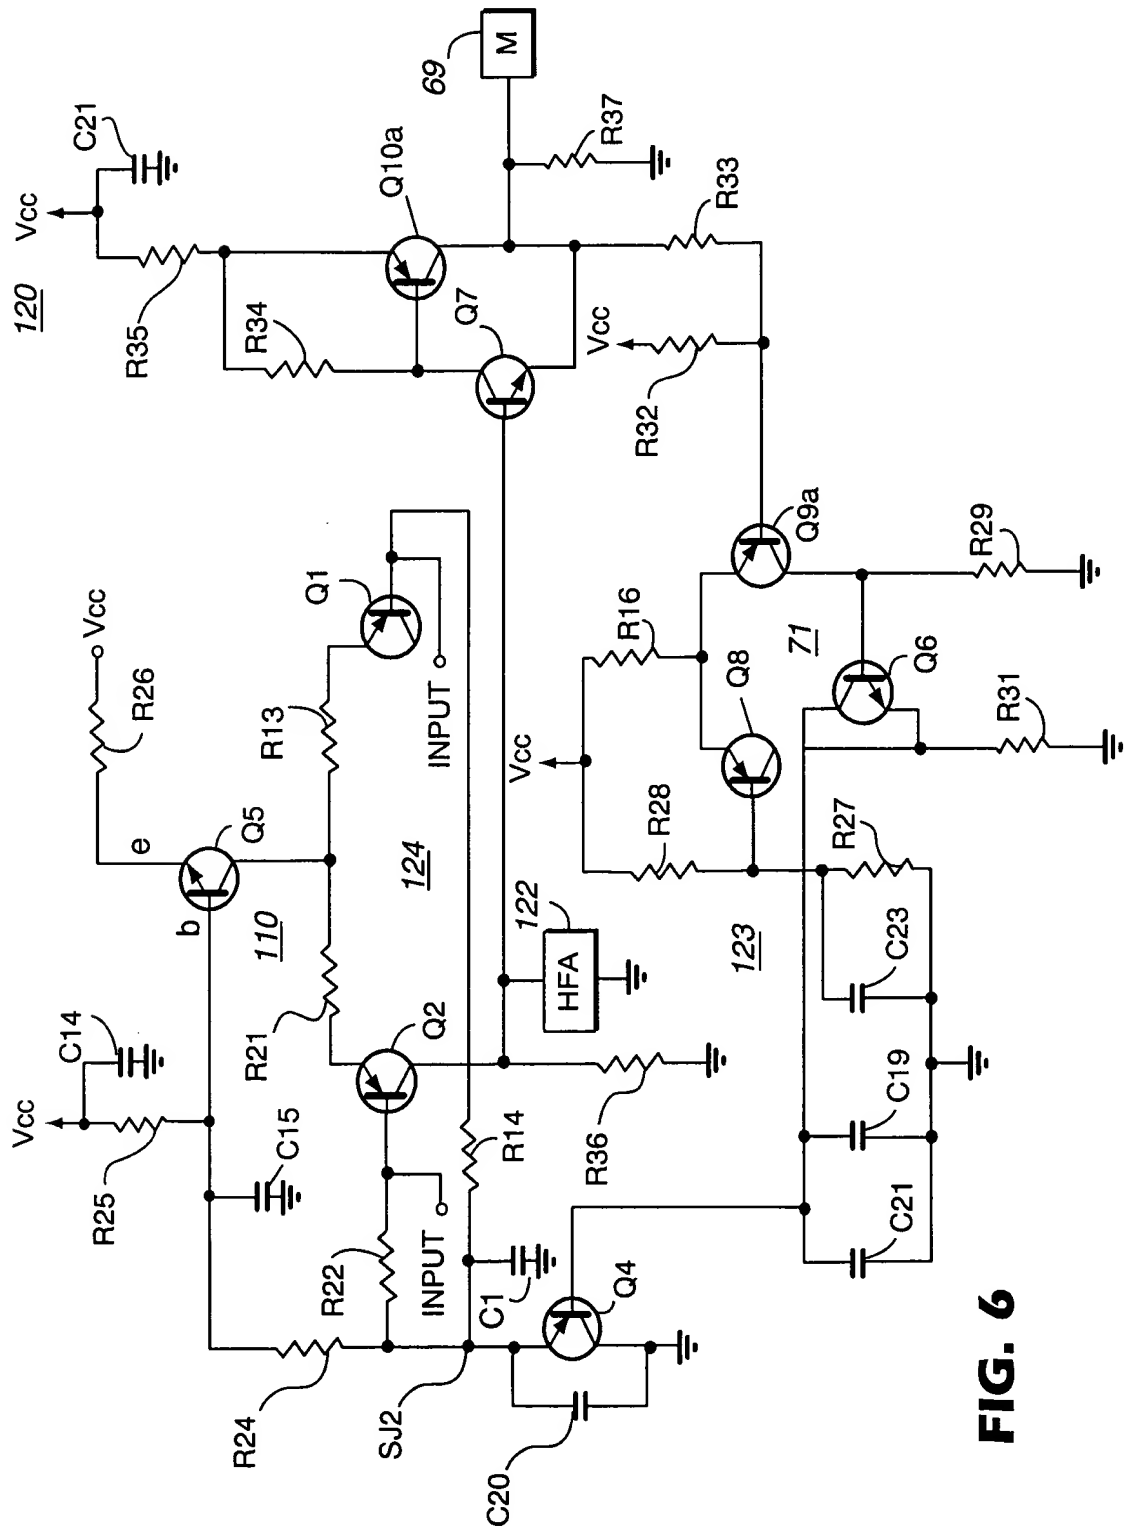 120
Vcc
C21
R35
R34
Q10a
Q7
69
M
R37
R33
Vcc
R32
Vcc
C14
R25
C15
b
e
Q5
R26
Vcc
110
R21
R13
Q1
INPUT
124
Q2
R22
INPUT
R24
SJ2
C1
R14
R36
122
HFA
C20
Q4
Vcc
R28
R16
Q8
Q9a
71
Q6
R29
R31
123
R27
C23
C19
C21
FIG. 6